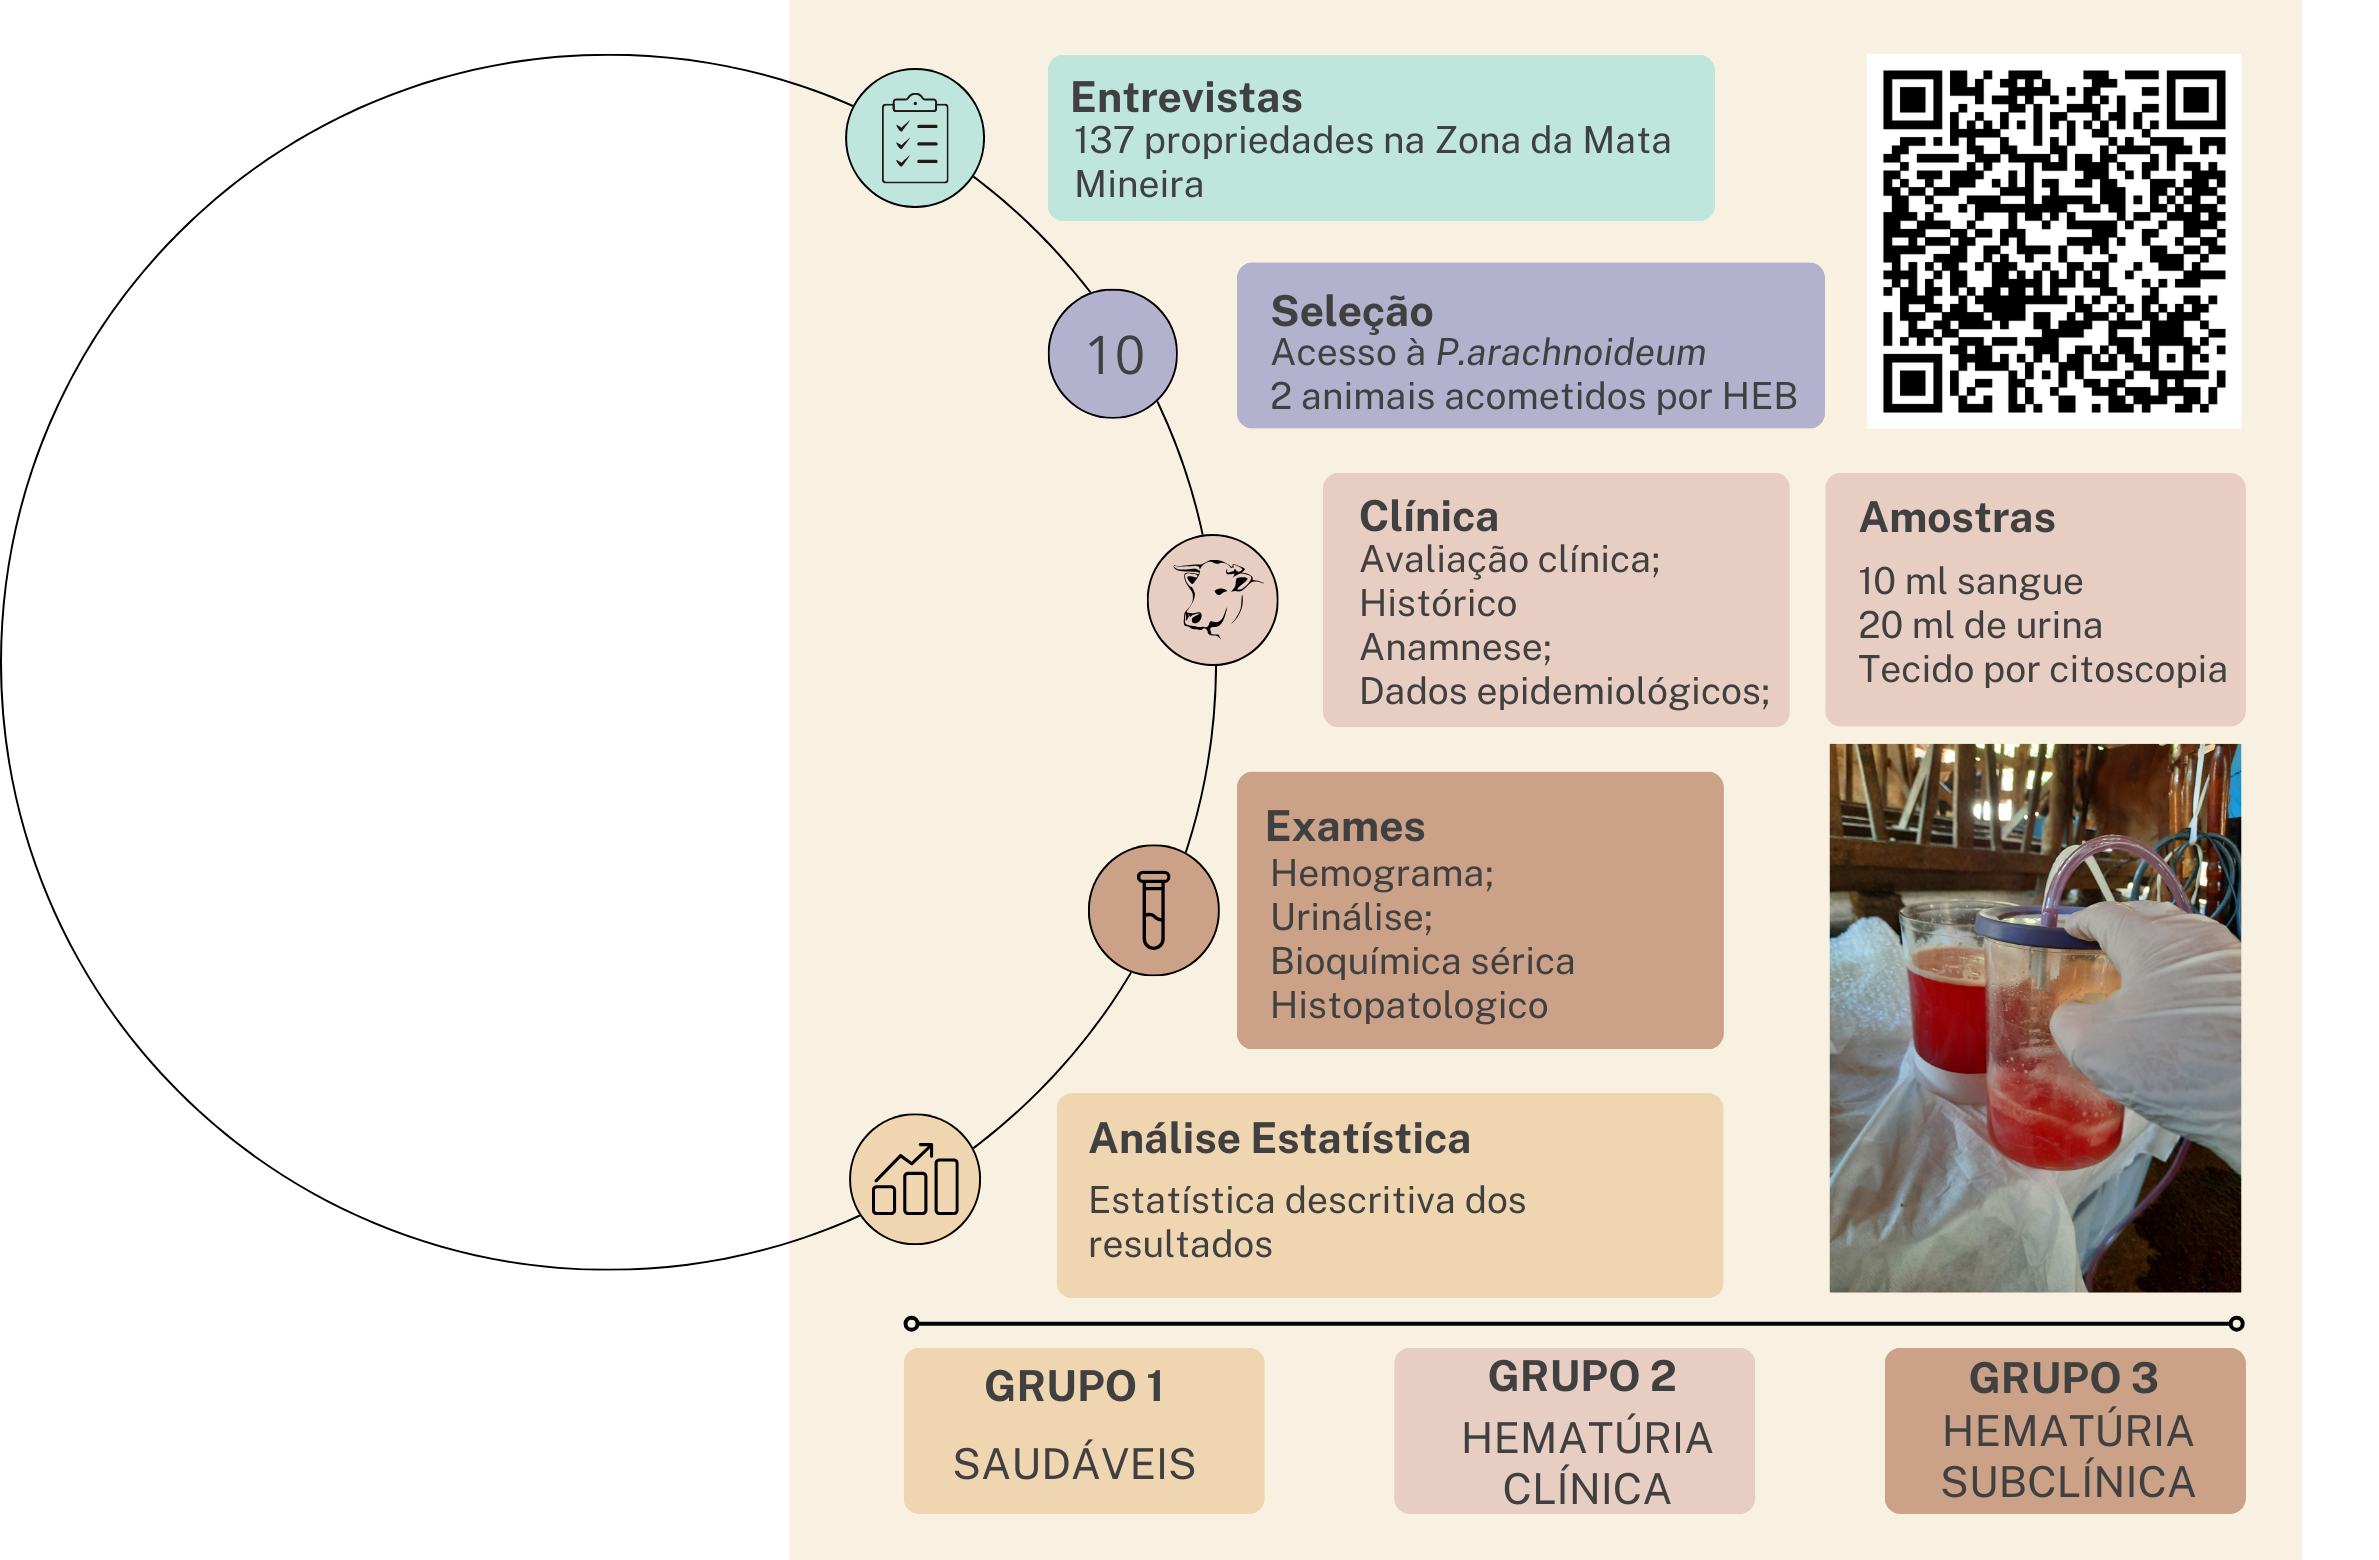 Entrevistas
137 propriedades na Zona da Mata
Mineira
10
Seleção
Acesso à P.arachnoideum
2 animais acometidos por HEB
Clínica
Avaliação clínica;
Histórico
Anamnese;
Dados epidemiológicos;
Amostras
10 ml sangue
20 ml de urina
Tecido por citoscopia
Exames
Hemograma;
Urinálise;
Bioquímica sérica
Histopatologico
Análise Estatística
Estatística descritiva dos
resultados
GRUPO 1
SAUDÁVEIS
GRUPO 2
HEMATÚRIA
CLÍNICA
GRUPO 3
HEMATÚRIA
SUBCLÍNICA